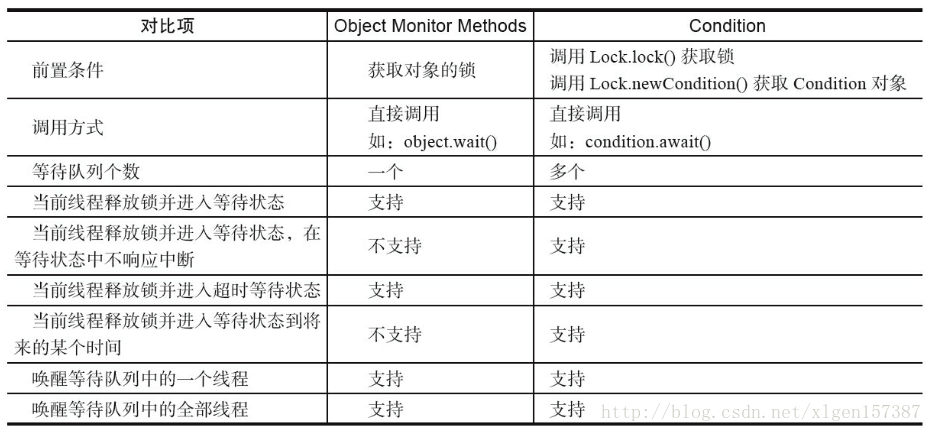 对比项 Object Monitor Methods Condition
前置条件 获取对象的锁 调用 Lock.lock() 获取锁
调用 Lock.newCondition() 获取 Condition 对象
调用方式 直接调用 直接调用
如：object.wait() 如：condition.await()
等待队列个数 一个 多个
当前线程释放锁并进入等待状态 支持 支持
当前线程释放锁并进入等待状态，在
等待状态中不响应中断 不支持 支持
当前线程释放锁并进入超时等待状态 支持 支持
当前线程释放锁并进入等待状态到将
来的某个时间 不支持 支持
唤醒等待队列中的一个线程 支持 支持
唤醒等待队列中的全部线程 支持 支持
http://blog.csdn.net/xlgen157387